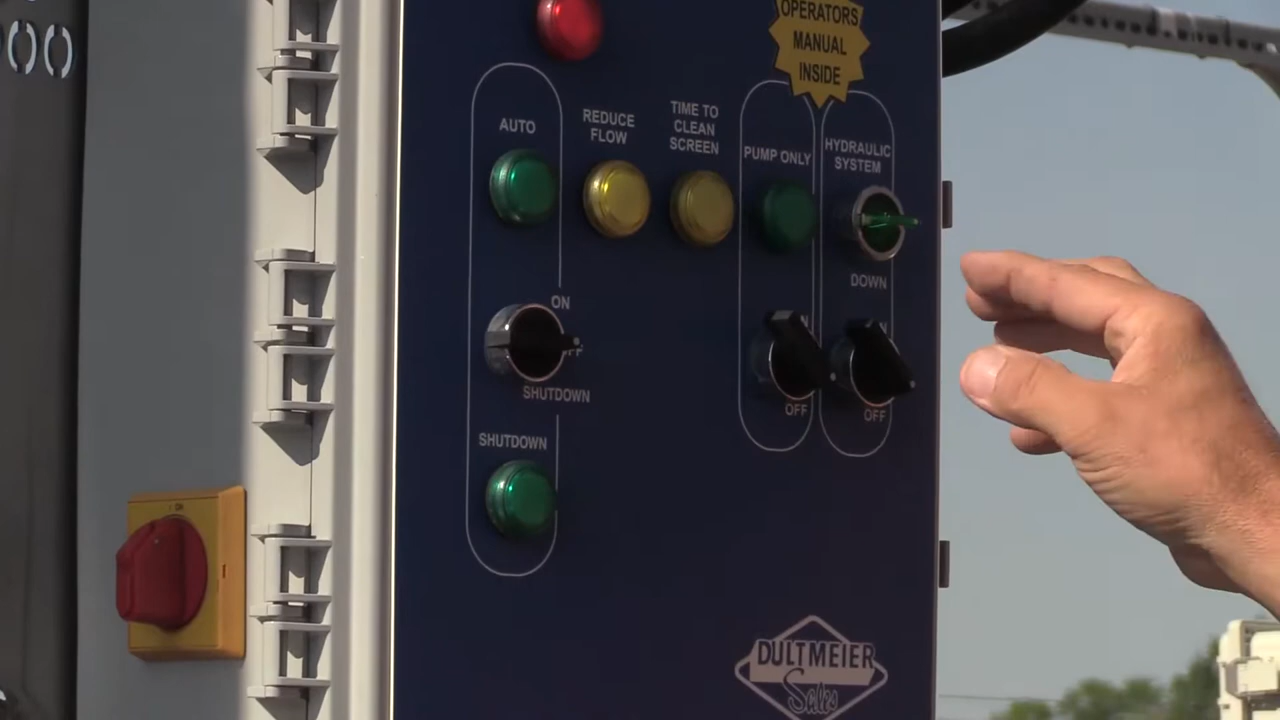 OPERATORS
MANUAL
INSIDE
AUTO
REDUCE
FLOW
TIME TO
CLEAN
SCREEN
PUMP ONLY
HYDRAULIC
SYSTEM
DOWN
ON
SHUTDOWN
OFF
OFF
SHUTDOWN
DULTMEIER
Sales